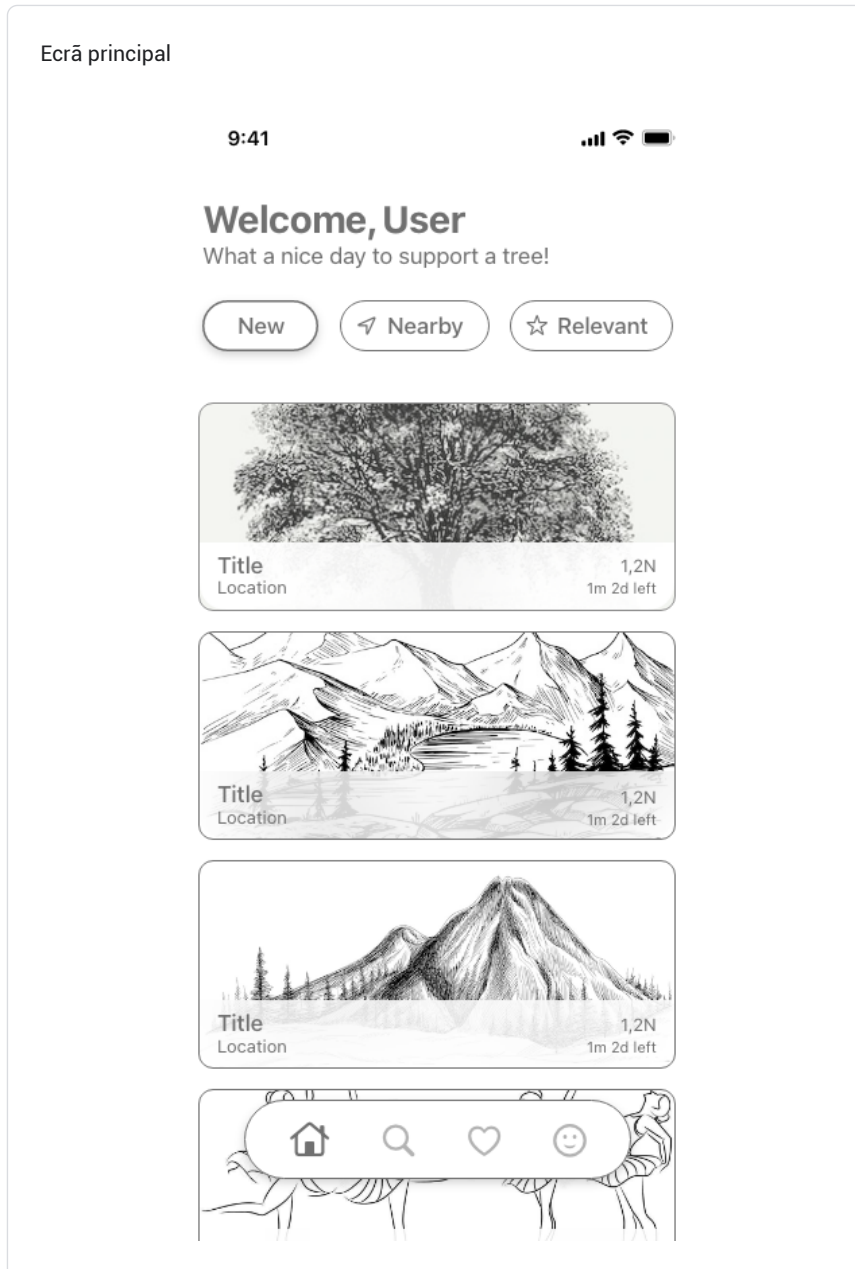 Ecrã principal
9:41
Welcome, User
What a nice day to support a tree!
New Nearby Relevant
Title 1,2N
Location 1m 2d left
Title 1,2N
Location 1m 2d left
Title 1,2N
Location 1m 2d left